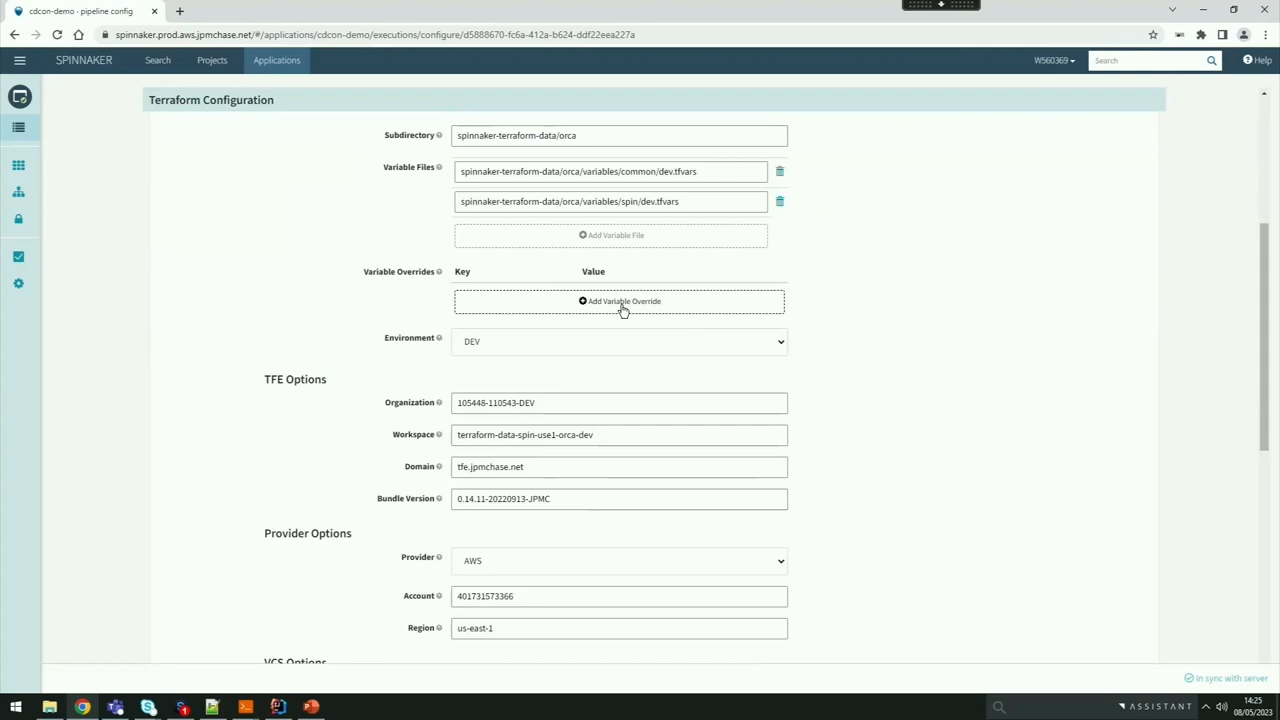 cdcon-demo · pipeline config
spinnaker.prod.aws.jpmchase.net/#/applications/cdcon-demo/executions/configure/d5888670-fc6a-412a-b624-ddf22eea227a
SPINNAKER Search Projects Applications W560369 Search Help
Terraform Configuration
Subdirectory spinnaker-terraform-data/orca
Variable Files spinnaker-terraform-data/orca/variables/common/dev.tfvars
spinnaker-terraform-data/orca/variables/spin/dev.tfvars
Add Variable File
Variable Overrides Key Value
Add Variable Override
Environment DEV
TFE Options
Organization 105448-110543-DEV
Workspace terraform-data-spin-use1-orca-dev
Domain tfe.jpmchase.net
Bundle Version 0.14.11-20220913-JPMC
Provider Options
Provider AWS
Account 401731573366
Region us-east-1
VCS Options
In sync with server
ASSISTANT
14:25
08/05/2023